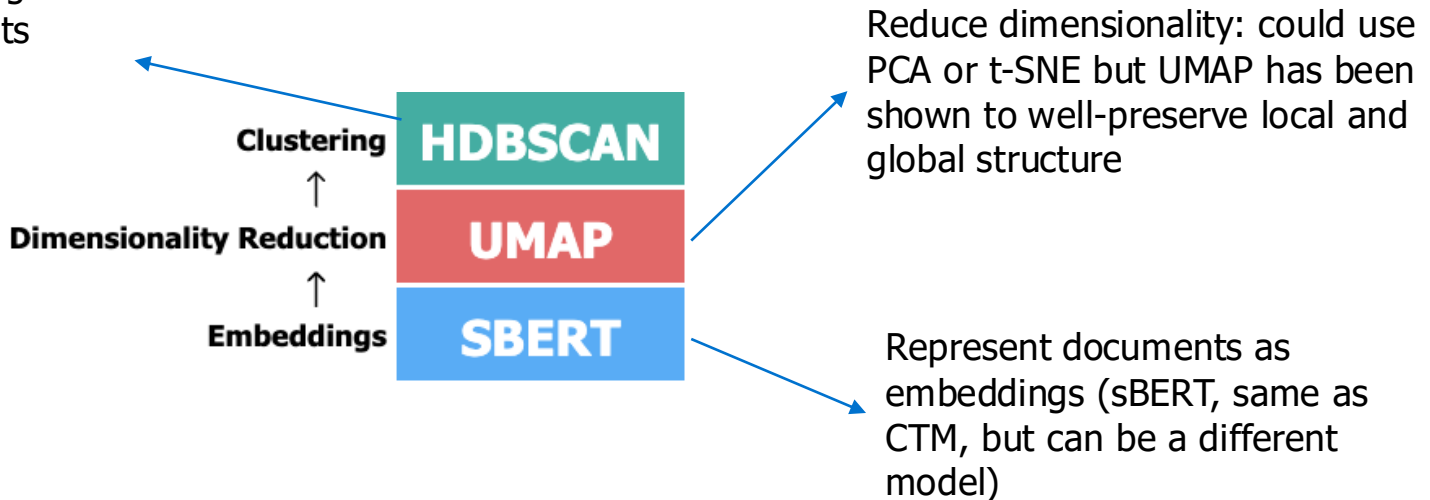 ts
Reduce dimensionality: could use
PCA or t-SNE but UMAP has been
shown to well-preserve local and
global structure
Clustering
HDBSCAN
↑
Dimensionality Reduction
UMAP
↑
Embeddings
SBERT
Represent documents as
embeddings (sBERT, same as
CTM, but can be a different
model)